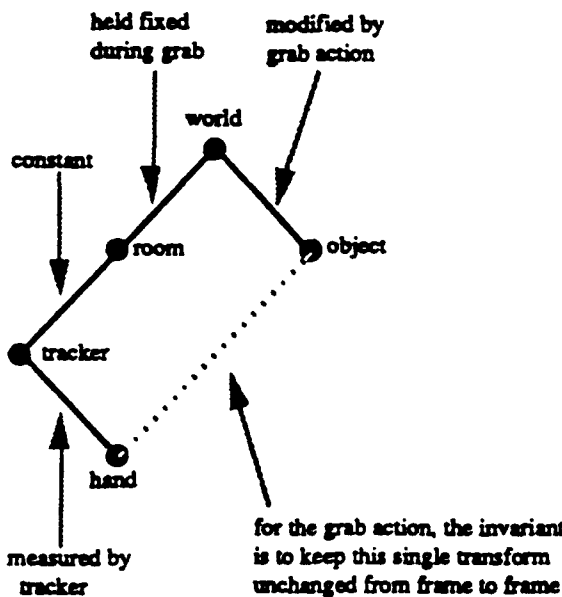 held fixed
during grab
modified by
grab action
world
constant
room
object
tracker
hand
for the grab action, the invariant
is to keep this single transform
unchanged from frame to frame
measured by
tracker